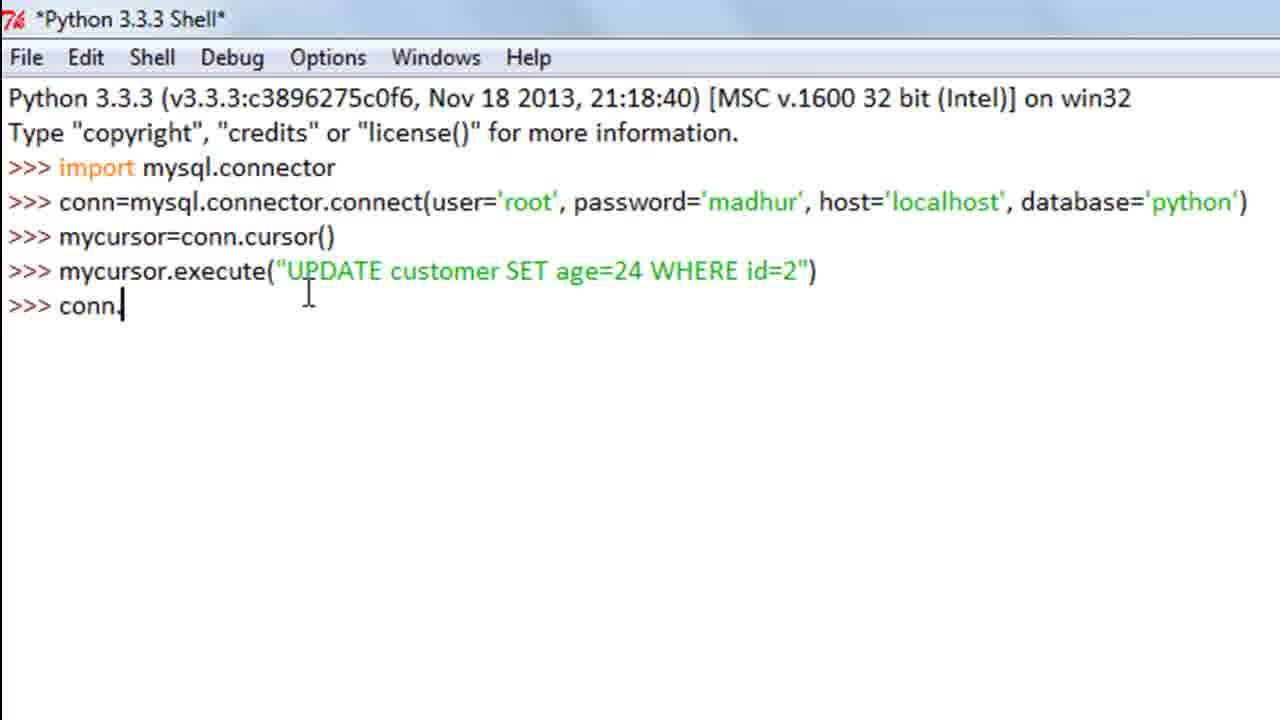 *Python 3.3.3 Shell*
File Edit Shell Debug Options Windows Help
Python 3.3.3 (v3.3.3:c3896275c0f6, Nov 18 2013, 21:18:40) [MSC v.1600 32 bit (Intel)] on win32
Type "copyright", "credits" or "license()" for more information.
>>> import mysql.connector
>>> conn=mysql.connector.connect(user='root', password='madhur', host='localhost', database='python')
>>> mycursor=conn.cursor()
>>> mycursor.execute("UPDATE customer SET age=24 WHERE id=2")
>>> conn.